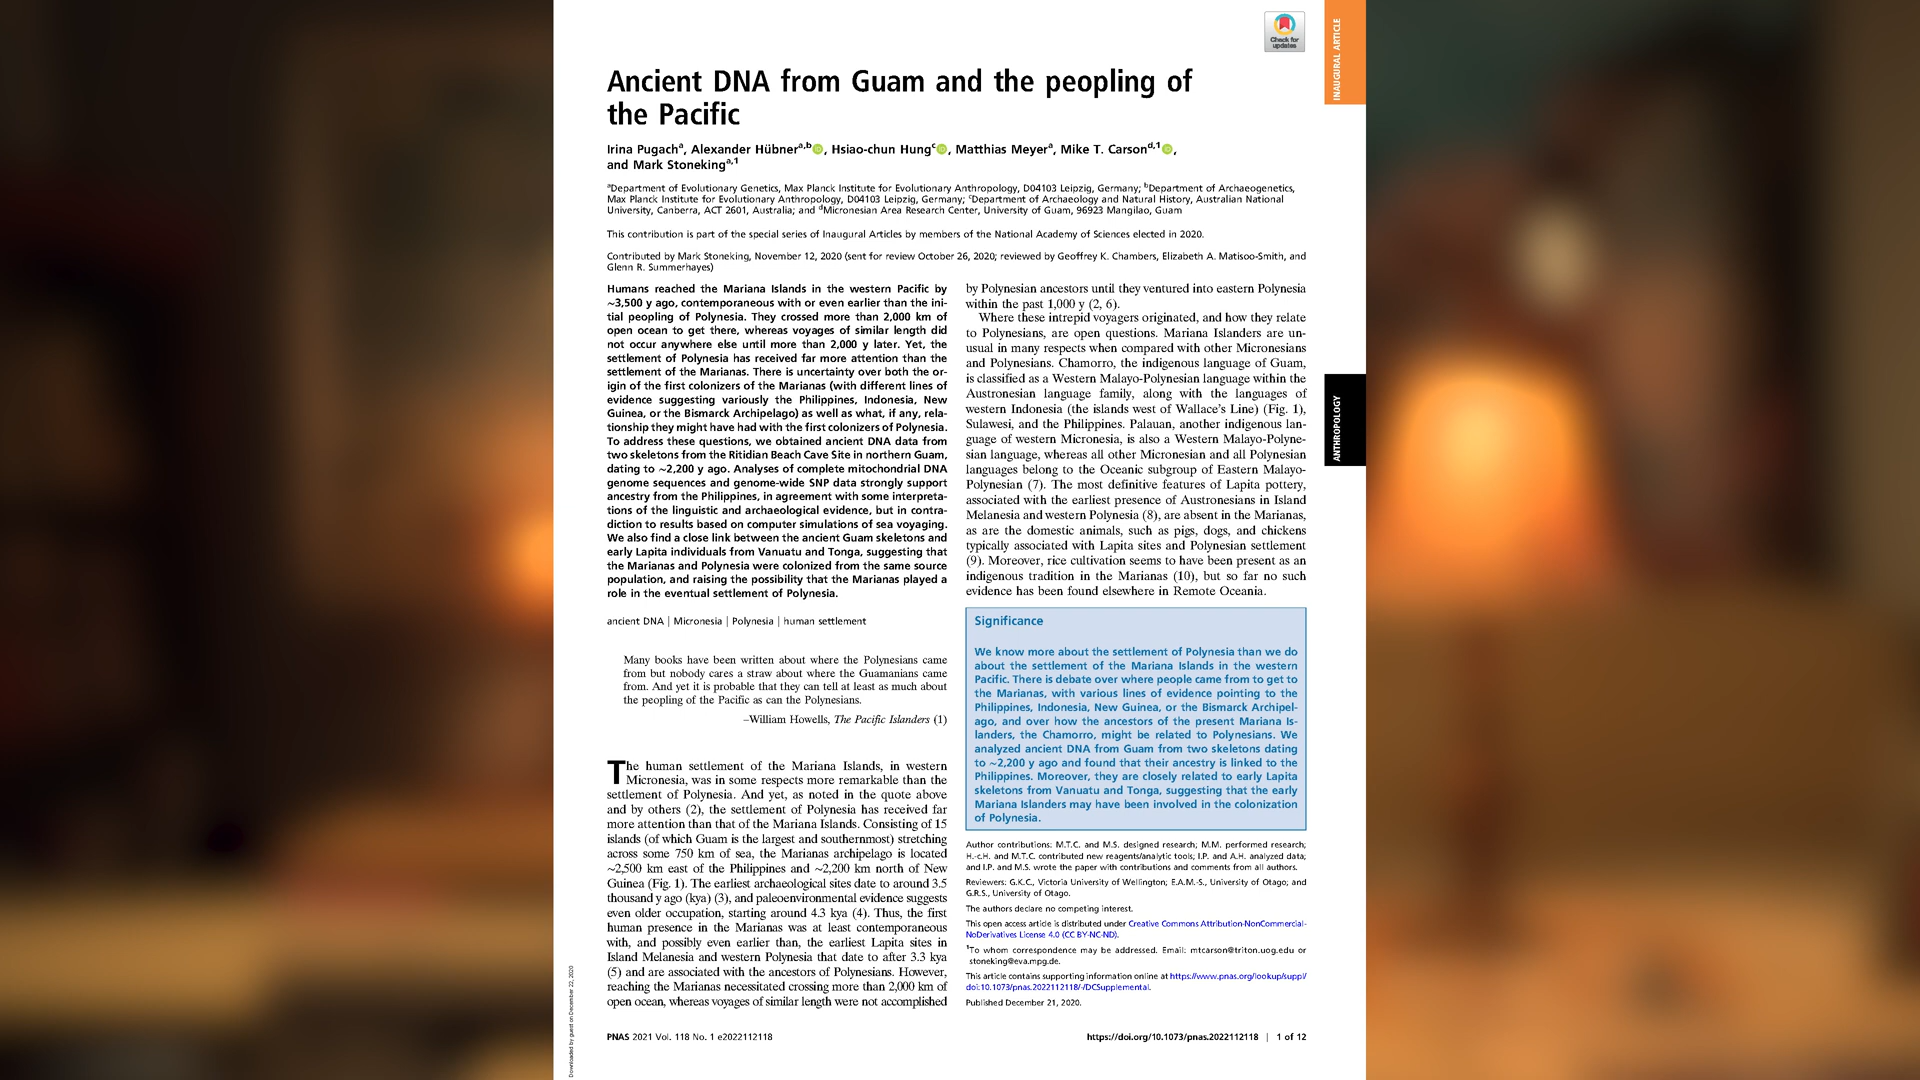 Check for
updates
INAUGURAL ARTICLE
Ancient DNA from Guam and the peopling of
the Pacific
Irina Pugachᵃ, Alexander Hübnerᵃ,ᵇ, Hsiao-chun Hungᶜ, Matthias Meyerᵃ, Mike T. Carsonᵈ,¹,
and Mark Stonekingᵃ,¹
ᵃDepartment of Evolutionary Genetics, Max Planck Institute for Evolutionary Anthropology, D04103 Leipzig, Germany; ᵇDepartment of Archaeogenetics,
Max Planck Institute for Evolutionary Anthropology, D04103 Leipzig, Germany; ᶜDepartment of Archaeology and Natural History, Australian National
University, Canberra, ACT 2601, Australia; and ᵈMicronesian Area Research Center, University of Guam, 96923 Mangilao, Guam
This contribution is part of the special series of Inaugural Articles by members of the National Academy of Sciences elected in 2020.
Contributed by Mark Stoneking, November 12, 2020 (sent for review October 26, 2020; reviewed by Geoffrey K. Chambers, Elizabeth A. Matisoo-Smith, and
Glenn R. Summerhayes)
Humans reached the Mariana Islands in the western Pacific by
~3,500 y ago, contemporaneous with or even earlier than the ini-
tial peopling of Polynesia. They crossed more than 2,000 km of
open ocean to get there, whereas voyages of similar length did
not occur anywhere else until more than 2,000 y later. Yet, the
settlement of Polynesia has received far more attention than the
settlement of the Marianas. There is uncertainty over both the or-
igin of the first colonizers of the Marianas (with different lines of
evidence suggesting variously the Philippines, Indonesia, New
Guinea, or the Bismarck Archipelago) as well as what, if any, rela-
tionship they might have had with the first colonizers of Polynesia.
To address these questions, we obtained ancient DNA data from
two skeletons from the Ritidian Beach Cave Site in northern Guam,
dating to ~2,200 y ago. Analyses of complete mitochondrial DNA
genome sequences and genome-wide SNP data strongly support
ancestry from the Philippines, in agreement with some interpreta-
tions of the linguistic and archaeological evidence, but in contra-
diction to results based on computer simulations of sea voyaging.
We also find a close link between the ancient Guam skeletons and
early Lapita individuals from Vanuatu and Tonga, suggesting that
the Marianas and Polynesia were colonized from the same source
population, and raising the possibility that the Marianas played a
role in the eventual settlement of Polynesia.
ancient DNA | Micronesia | Polynesia | human settlement
Many books have been written about where the Polynesians came
from but nobody cares a straw about where the Guamanians came
from. And yet it is probable that they can tell at least as much about
the peopling of the Pacific as can the Polynesians.
–William Howells, The Pacific Islanders (1)
The human settlement of the Mariana Islands, in western
Micronesia, was in some respects more remarkable than the
settlement of Polynesia. And yet, as noted in the quote above
and by others (2), the settlement of Polynesia has received far
more attention than that of the Mariana Islands. Consisting of 15
islands (of which Guam is the largest and southernmost) stretching
across some 750 km of sea, the Marianas archipelago is located
~2,500 km east of the Philippines and ~2,200 km north of New
Guinea (Fig. 1). The earliest archaeological sites date to around 3.5
thousand y ago (kya) (3), and paleoenvironmental evidence suggests
even older occupation, starting around 4.3 kya (4). Thus, the first
human presence in the Marianas was at least contemporaneous
with, and possibly even earlier than, the earliest Lapita sites in
Island Melanesia and western Polynesia that date to after 3.3 kya
(5) and are associated with the ancestors of Polynesians. However,
reaching the Marianas necessitated crossing more than 2,000 km of
open ocean, whereas voyages of similar length were not accomplished
by Polynesian ancestors until they ventured into eastern Polynesia
within the past 1,000 y (2, 6).
Where these intrepid voyagers originated, and how they relate
to Polynesians, are open questions. Mariana Islanders are un-
usual in many respects when compared with other Micronesians
and Polynesians. Chamorro, the indigenous language of Guam,
is classified as a Western Malayo-Polynesian language within the
Austronesian language family, along with the languages of
western Indonesia (the islands west of Wallace's Line) (Fig. 1),
Sulawesi, and the Philippines. Palauan, another indigenous lan-
guage of western Micronesia, is also a Western Malayo-Polyne-
sian language, whereas all other Micronesian and all Polynesian
languages belong to the Oceanic subgroup of Eastern Malayo-
Polynesian (7). The most definitive features of Lapita pottery,
associated with the earliest presence of Austronesians in Island
Melanesia and western Polynesia (8), are absent in the Marianas,
as are the domestic animals, such as pigs, dogs, and chickens
typically associated with Lapita sites and Polynesian settlement
(9). Moreover, rice cultivation seems to have been present as an
indigenous tradition in the Marianas (10), but so far no such
evidence has been found elsewhere in Remote Oceania.
Significance
We know more about the settlement of Polynesia than we do
about the settlement of the Mariana Islands in the western
Pacific. There is debate over where people came from to get to
the Marianas, with various lines of evidence pointing to the
Philippines, Indonesia, New Guinea, or the Bismarck Archipel-
ago, and over how the ancestors of the present Mariana Is-
landers, the Chamorro, might be related to Polynesians. We
analyzed ancient DNA from Guam from two skeletons dating
to ~2,200 y ago and found that their ancestry is linked to the
Philippines. Moreover, they are closely related to early Lapita
skeletons from Vanuatu and Tonga, suggesting that the early
Mariana Islanders may have been involved in the colonization
of Polynesia.
Author contributions: M.T.C. and M.S. designed research; M.M. performed research;
H.-c.H. and M.T.C. contributed new reagents/analytic tools; I.P. and A.H. analyzed data;
and I.P. and M.S. wrote the paper with contributions and comments from all authors.
Reviewers: G.K.C., Victoria University of Wellington; E.A.M.-S., University of Otago; and
G.R.S., University of Otago.
The authors declare no competing interest.
This open access article is distributed under Creative Commons Attribution-NonCommercial-
NoDerivatives License 4.0 (CC BY-NC-ND).
¹To whom correspondence may be addressed. Email: mtcarson@triton.uog.edu or
stoneking@eva.mpg.de.
This article contains supporting information online at https://www.pnas.org/lookup/suppl/
doi:10.1073/pnas.2022112118/-/DCSupplemental.
Published December 21, 2020.
ANTHROPOLOGY
Downloaded by guest on December 22, 2020
PNAS 2021 Vol. 118 No. 1 e2022112118
https://doi.org/10.1073/pnas.2022112118 | 1 of 12